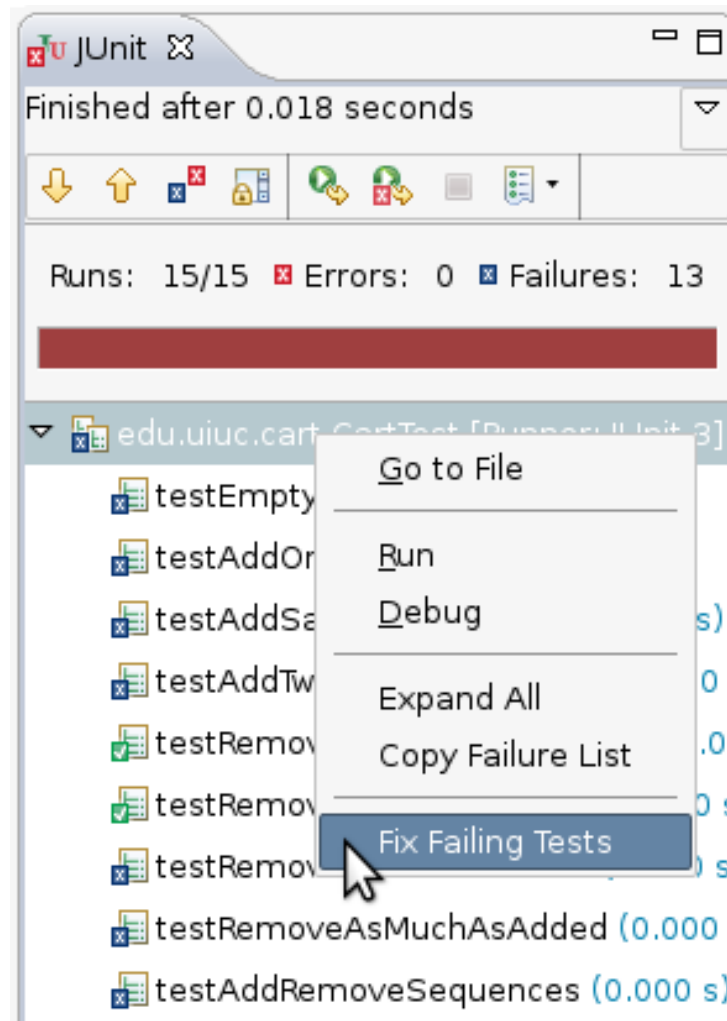 JUnit
Finished after 0.018 seconds
Runs: 15/15 Errors: 0 Failures: 13
edu.uiuc.cart.CartTest [Runner: JUnit 3]
Go to File
testEmpty
testAddOr
Run
Debug
testAddSa s)
testAddTw 0
Expand All
Copy Failure List
testRemov .0
testRemov 0 s
Fix Failing Tests
testRemov s
testRemoveAsMuchAsAdded (0.000
testAddRemoveSequences (0.000 s)